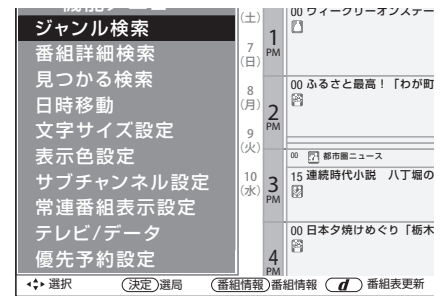 ジャンル検索
番組詳細検索
見つかる検索
日時移動
文字サイズ設定
表示色設定
サブチャンネル設定
常連番組表示設定
テレビ/データ
優先予約設定
(土)
7
(日)
8
(月)
9
(火)
10
(水)
1
PM
2
PM
3
PM
4
PM
00 ウィークリーオンステー
00 ふるさと最高！「わが町
00 都市圏ニュース
15 連続時代小説 八丁堀の
00 日本夕焼けめぐり「栃木
選択 決定 選局 番組情報 番組情報 d 番組表更新